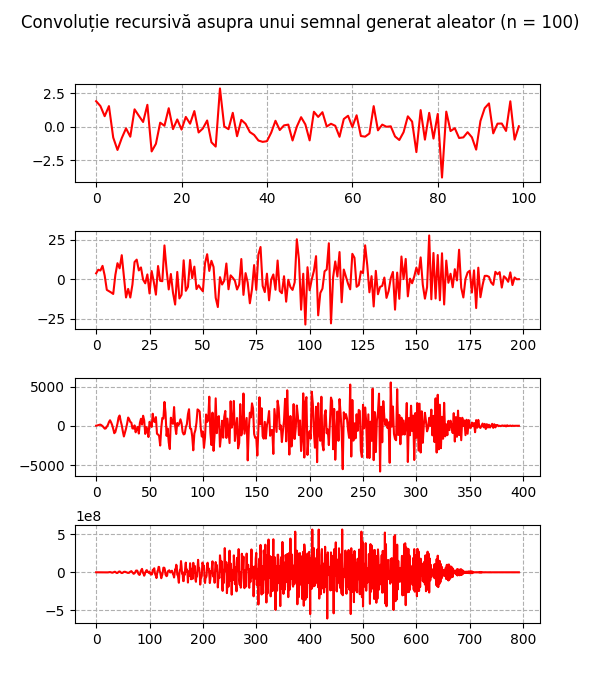 Convoluție recursivă asupra unui semnal generat aleator (n = 100)
2.5
0.0
−2.5
0 20 40 60 80 100
25
0
−25
0 25 50 75 100 125 150 175 200
5000
0
−5000
0 50 100 150 200 250 300 350 400
1e8
5
0
−5
0 100 200 300 400 500 600 700 800